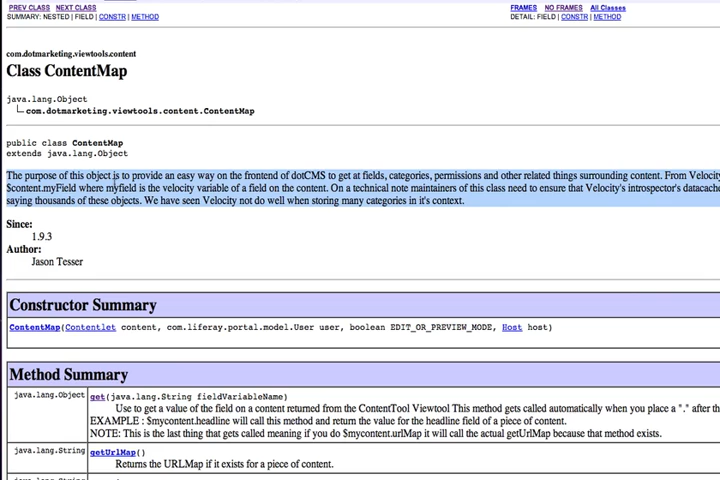 PREV CLASS NEXT CLASS FRAMES NO FRAMES All Classes
SUMMARY: NESTED | FIELD | CONSTR | METHOD DETAIL: FIELD | CONSTR | METHOD
com.dotmarketing.viewtools.content
Class ContentMap
java.lang.Object
com.dotmarketing.viewtools.content.ContentMap
public class ContentMap
extends java.lang.Object
The purpose of this object is to provide an easy way on the frontend of dotCMS to get at fields, categories, permissions and other related things surrounding content. From Velocity
$content.myField where myfield is the velocity variable of a field on the content. On a technical note maintainers of this class need to ensure that Velocity's introspector's datacache
saying thousands of these objects. We have seen Velocity not do well when storing many categories in it's context.
Since:
1.9.3
Author:
Jason Tesser
Constructor Summary
ContentMap(Contentlet content, com.liferay.portal.model.User user, boolean EDIT_OR_PREVIEW_MODE, Host host)
Method Summary
java.lang.Object get(java.lang.String fieldVariableName)
Use to get a value of the field on a content returned from the ContentTool Viewtool This method gets called automatically when you place a "." after the
EXAMPLE : $mycontent.headline will call this method and return the value for the headline field of a piece of content.
NOTE: This is the last thing that gets called meaning if you do $mycontent.urlMap it will call the actual getUrlMap because that method exists.
java.lang.String getUrlMap()
Returns the URLMap if it exists for a piece of content.